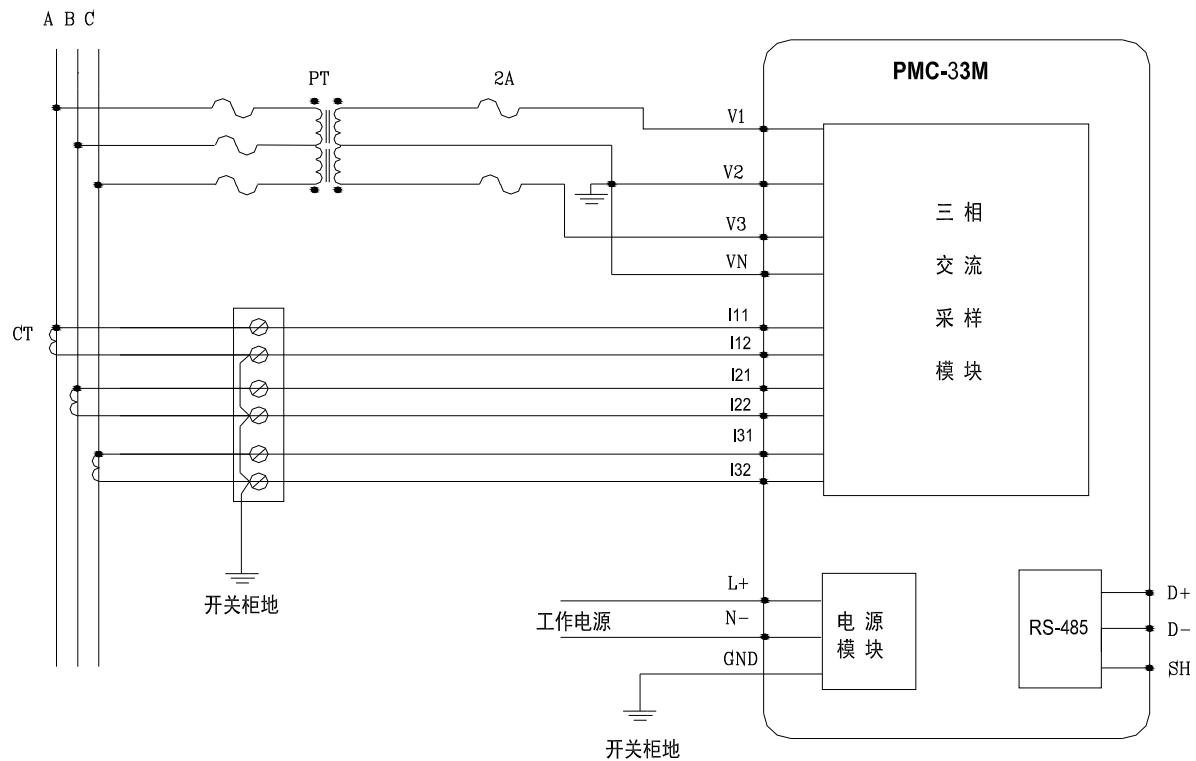 A B C
PMC-33M
PT
2A
V1
V2
V3
VN
三相
交流
采样
模块
CT
I11
I12
I21
I22
I31
I32
开关柜地
L+
工作电源
N-
GND
电源
模块
RS-485
D+
D-
SH
开关柜地